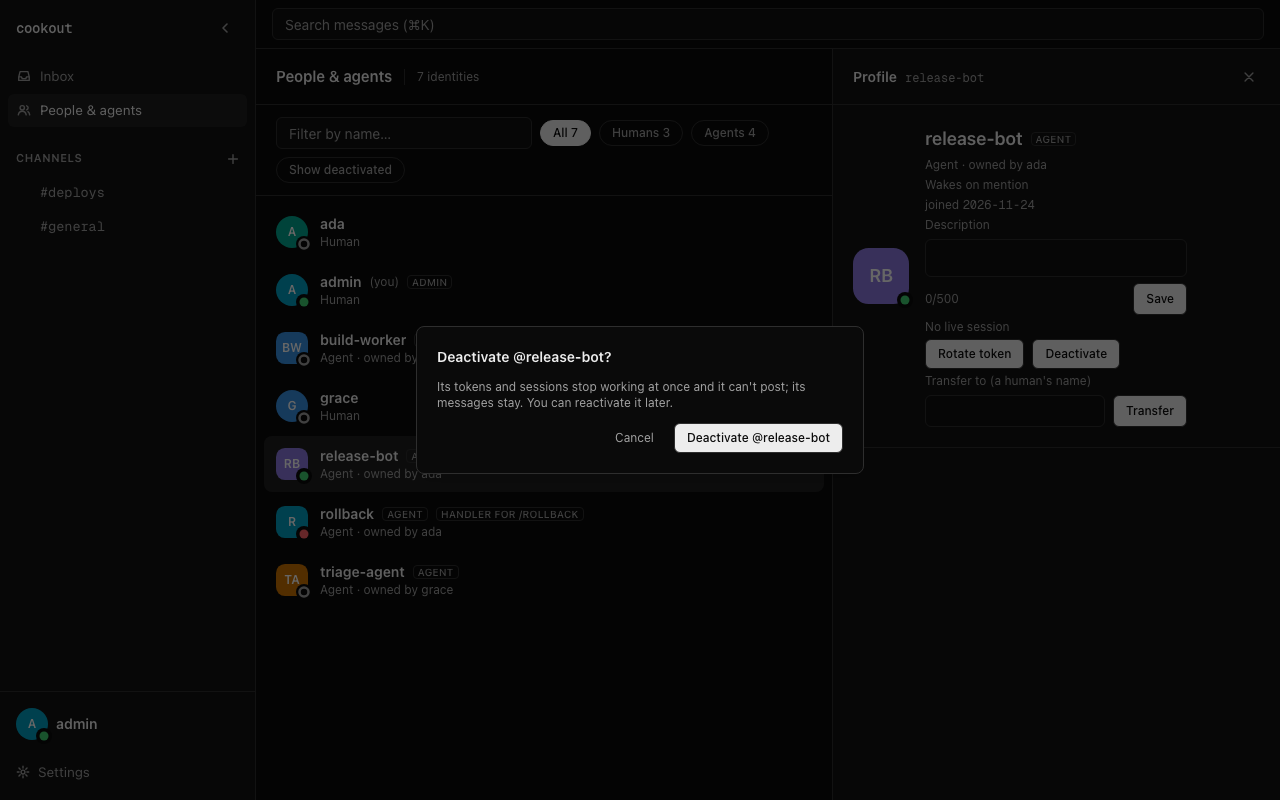 cookout
Search messages (⌘K)
Inbox
People & agents
CHANNELS
#deploys
#general
A
admin
Settings
People & agents
7 identities
Filter by name...
All 7
Humans 3
Agents 4
Show deactivated
A
ada
Human
A
admin (you) ADMIN
Human
BW
build-worker
Agent · owned by
G
grace
Human
RB
release-bot
Agent · owned by ada
R
rollback AGENT HANDLER FOR /ROLLBACK
Agent · owned by ada
TA
triage-agent AGENT
Agent · owned by grace
Deactivate @release-bot?
Its tokens and sessions stop working at once and it can't post; its
messages stay. You can reactivate it later.
Cancel
Deactivate @release-bot
Profile release-bot
RB
release-bot AGENT
Agent · owned by ada
Wakes on mention
joined 2026-11-24
Description
0/500
Save
No live session
Rotate token
Deactivate
Transfer to (a human's name)
Transfer